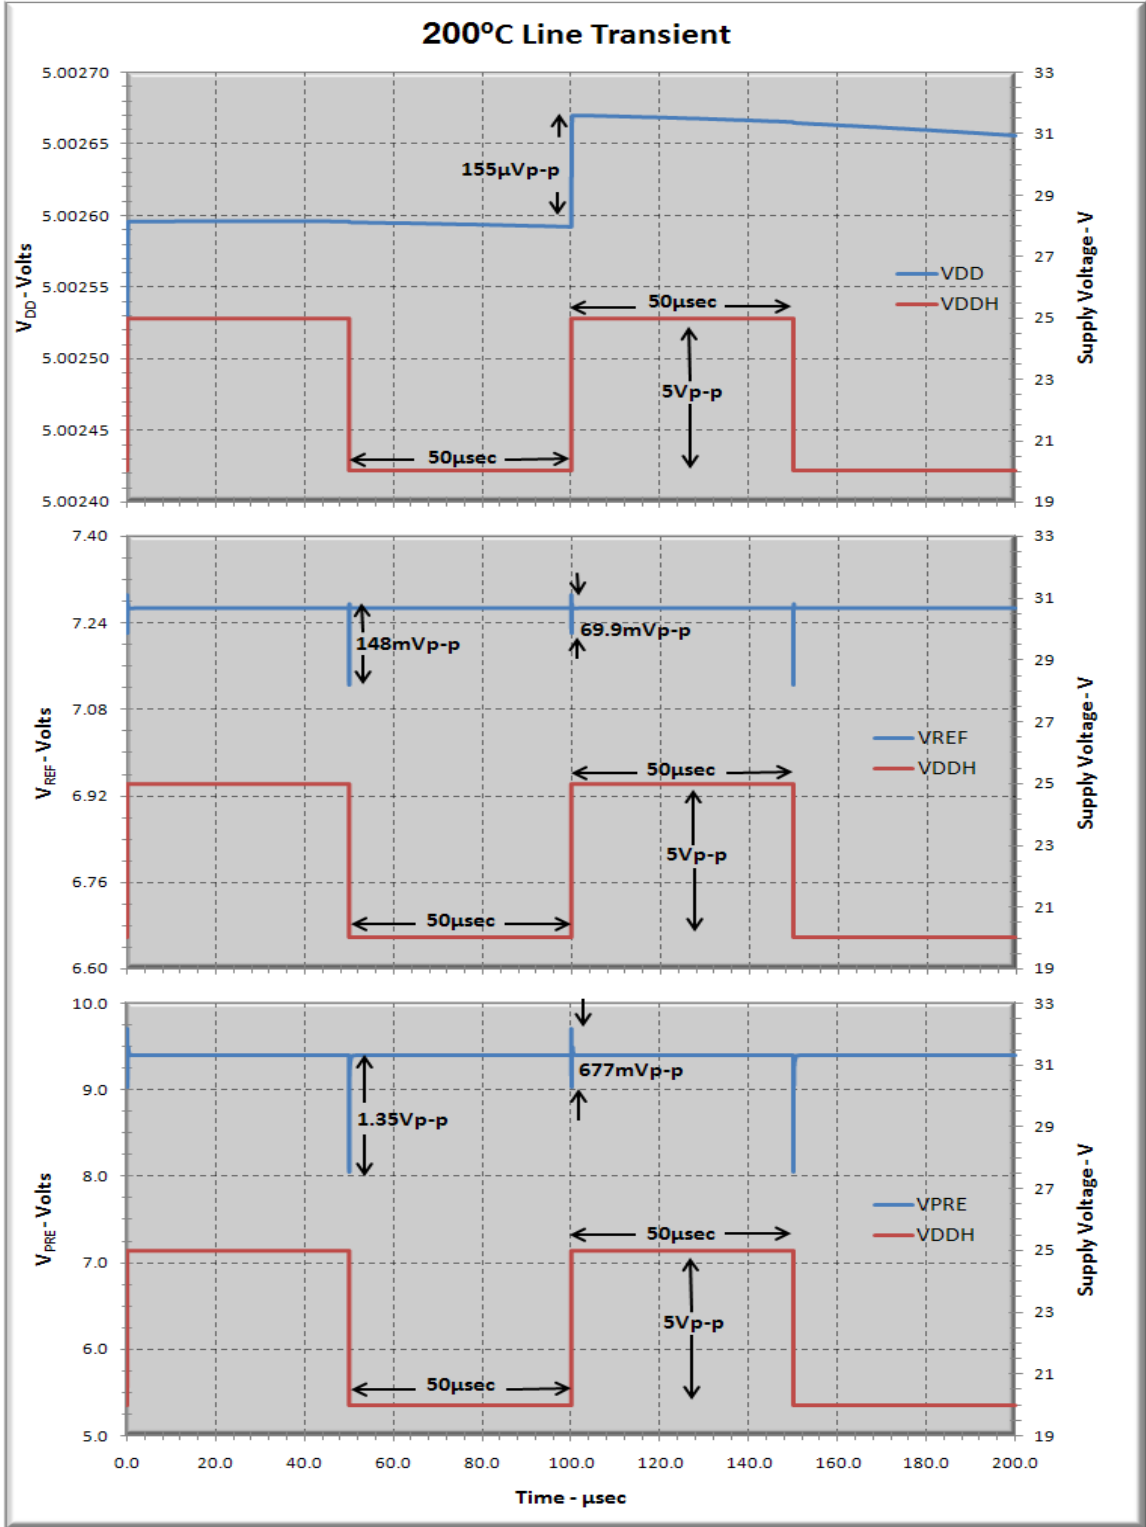 200°C Line Transient
5.00270
5.00265
5.00260
5.00255
5.00250
5.00245
5.00240
V_DD - Volts
33
31
29
27
25
23
21
19
Supply Voltage - V
155µVp-p
VDD
VDDH
50µsec
5Vp-p
50µsec
7.40
7.24
7.08
6.92
6.76
6.60
V_REF - Volts
33
31
29
27
25
23
21
19
Supply Voltage - V
148mVp-p
69.9mVp-p
VREF
VDDH
50µsec
5Vp-p
50µsec
10.0
9.0
8.0
7.0
6.0
5.0
V_PRE - Volts
33
31
29
27
25
23
21
19
Supply Voltage - V
677mVp-p
1.35Vp-p
VPRE
VDDH
50µsec
5Vp-p
50µsec
0.0 20.0 40.0 60.0 80.0 100.0 120.0 140.0 160.0 180.0 200.0
Time - µsec